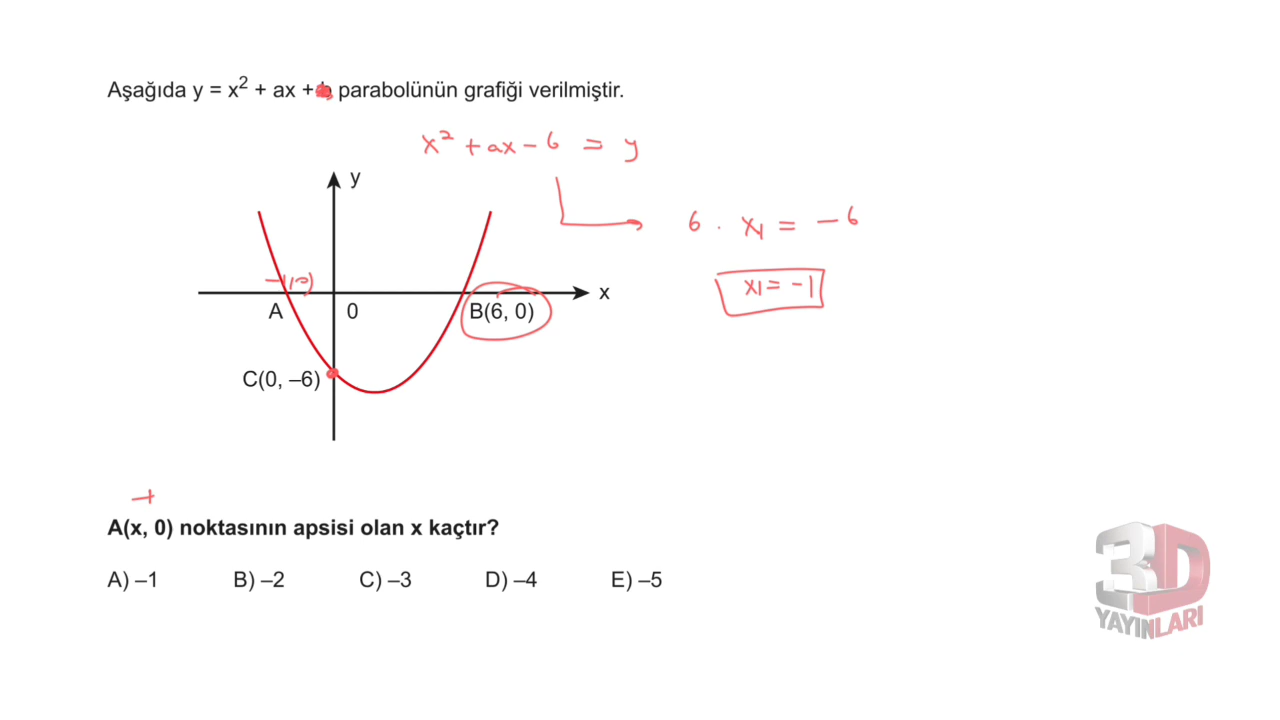 Aşağıda y = x² + ax + parabolünün grafiği verilmiştir.
x² + ax - 6 = y
y
6 . x₁ = -6
x₁ = -1
x
A
0
B(6, 0)
C(0, –6)
A(x, 0) noktasının apsisi olan x kaçtır?
A) –1 B) –2 C) –3 D) –4 E) –5
3D
YAYINLARI